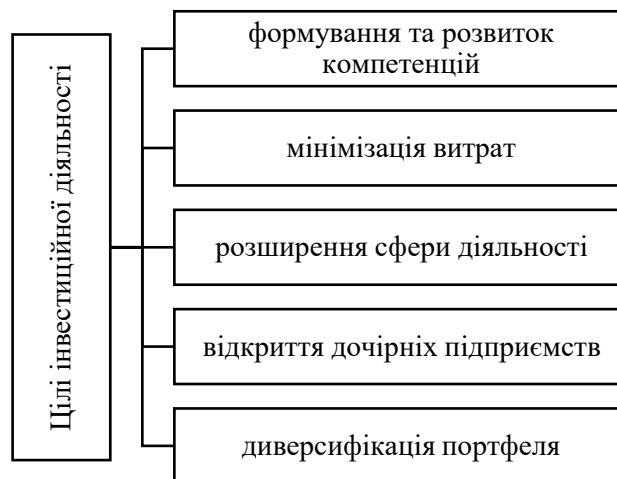 Цілі інвестиційної діяльності
формування та розвиток
компетенцій
мінімізація витрат
розширення сфери діяльності
відкриття дочірніх підприємств
диверсифікація портфеля